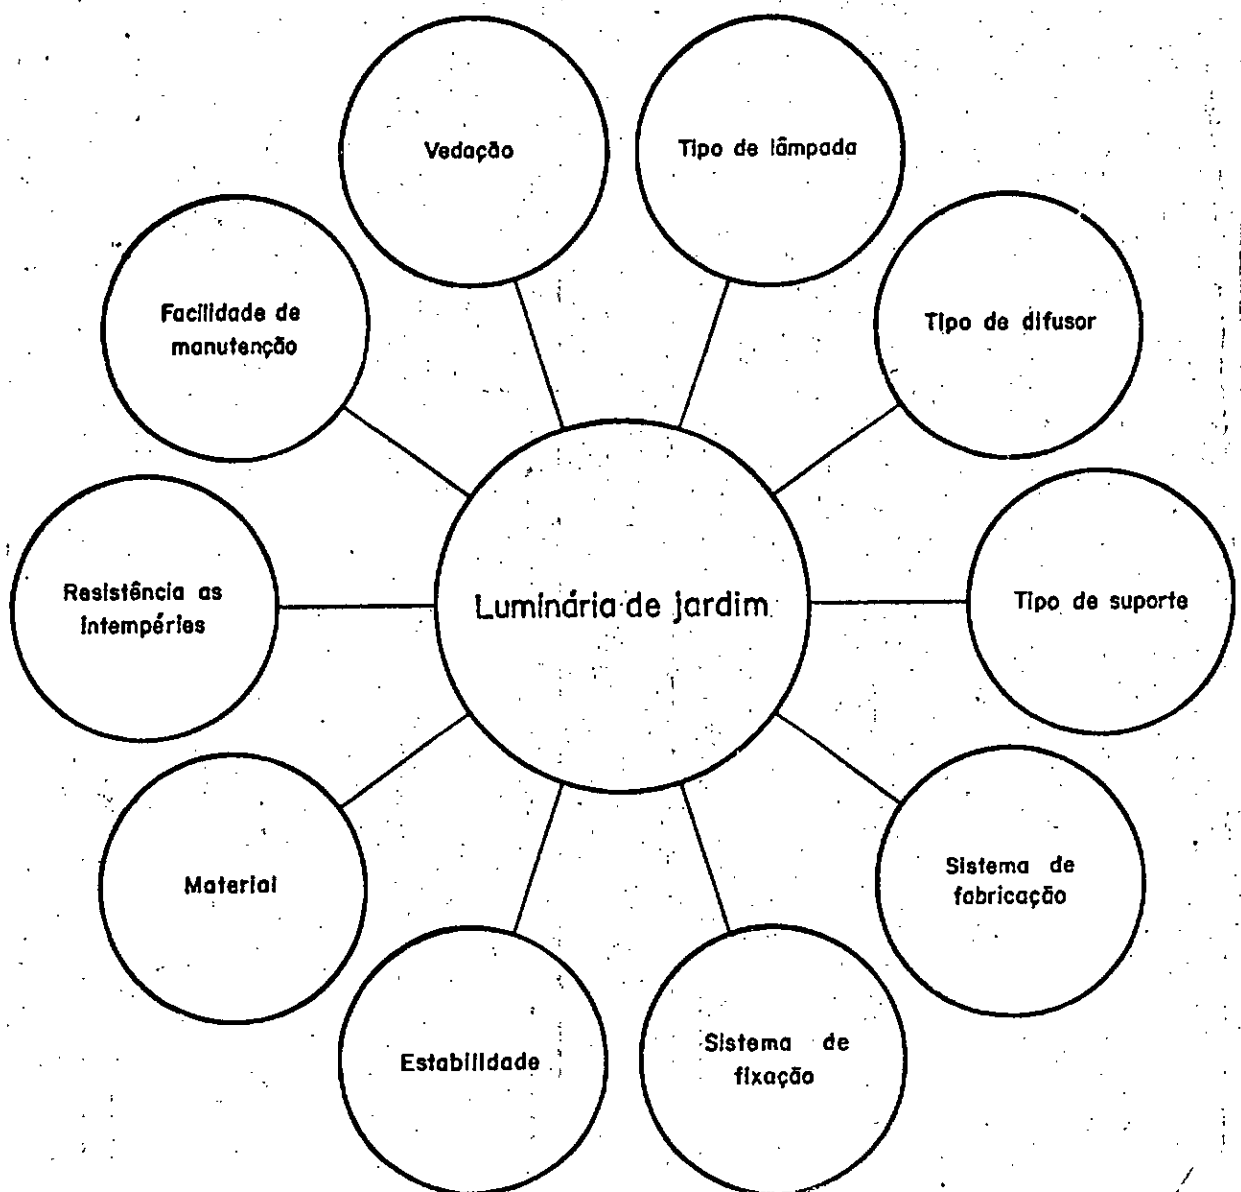 Vedação
Tipo de lâmpada
Facilidade de
manutenção
Tipo de difusor
Resistência as
intempéries
Luminária de jardim
Tipo de suporte
Material
Sistema de
fabricação
Estabilidade
Sistema de
fixação